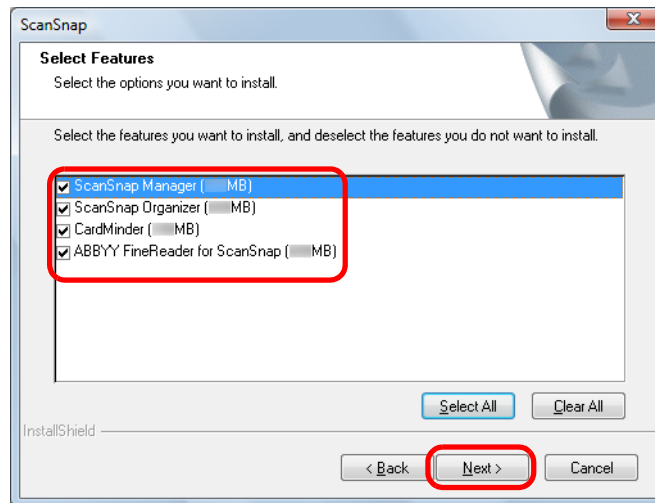 ScanSnap
Select Features
Select the options you want to install.
Select the features you want to install, and deselect the features you do not want to install.
ScanSnap Manager ( MB)
ScanSnap Organizer ( MB)
CardMinder ( MB)
ABBYY FineReader for ScanSnap ( MB)
Select All Clear All
InstallShield
< Back Next > Cancel